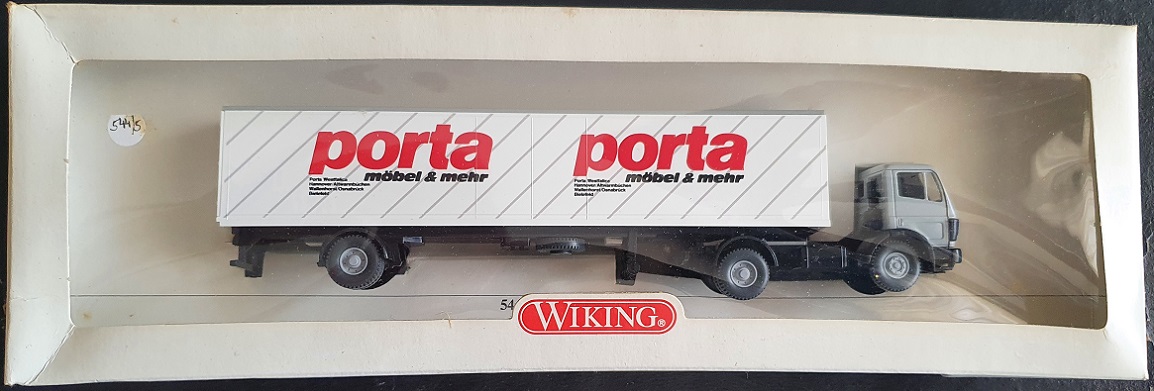 544/5
porta
möbel & mehr
Porta Westfalica
Hannover/Altwarmbüchen
Wallenhorst/Osnabrück
Bielefeld
porta
möbel & mehr
Porta Westfalica
Hannover/Altwarmbüchen
Wallenhorst/Osnabrück
Bielefeld
54
WIKING®